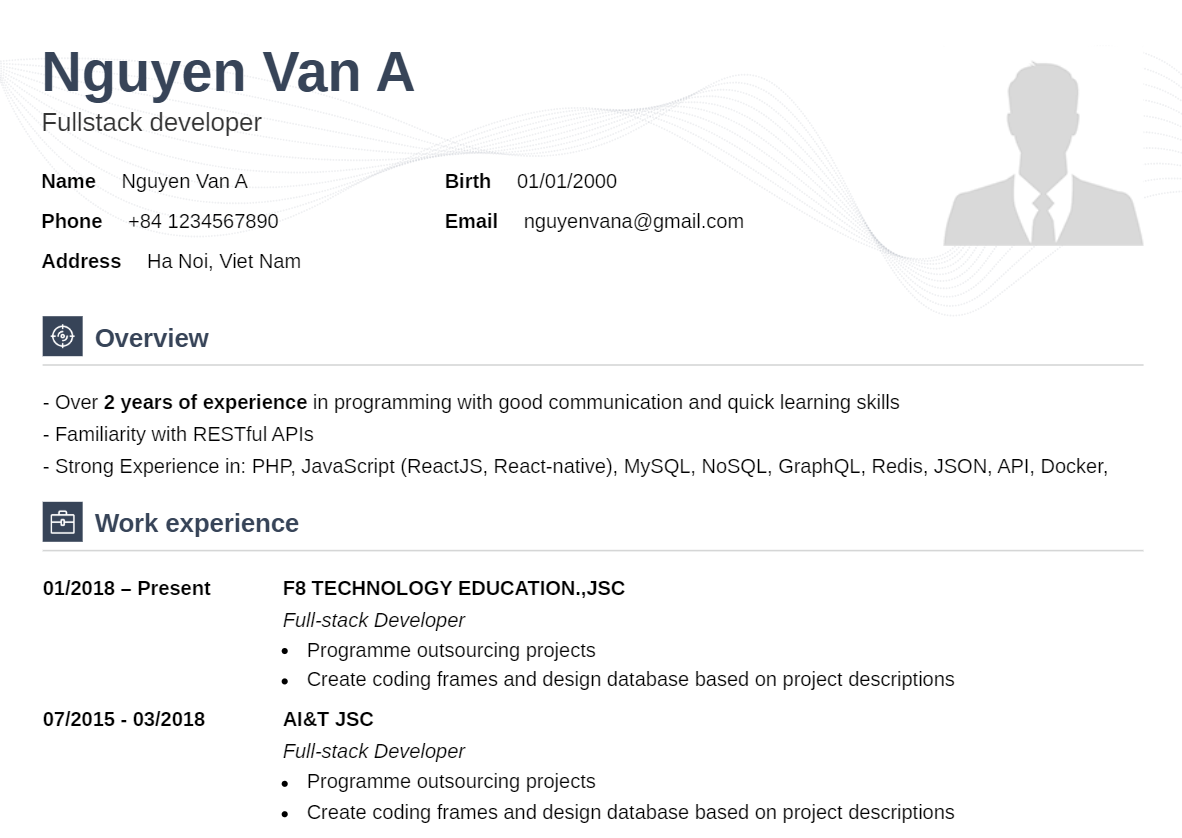 Nguyen Van A
Fullstack developer
Name Nguyen Van A Birth 01/01/2000
Phone +84 1234567890 Email nguyenvana@gmail.com
Address Ha Noi, Viet Nam
Overview
- Over 2 years of experience in programming with good communication and quick learning skills
- Familiarity with RESTful APIs
- Strong Experience in: PHP, JavaScript (ReactJS, React-native), MySQL, NoSQL, GraphQL, Redis, JSON, API, Docker,
Work experience
01/2018 – Present F8 TECHNOLOGY EDUCATION.,JSC
Full-stack Developer
• Programme outsourcing projects
• Create coding frames and design database based on project descriptions
07/2015 - 03/2018 AI&T JSC
Full-stack Developer
• Programme outsourcing projects
• Create coding frames and design database based on project descriptions